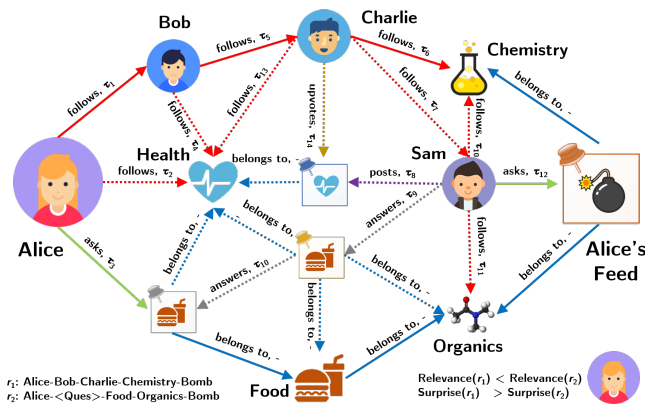 Charlie
Bob
follows, τ5
follows, τ6
Chemistry
follows, τ1
follows, τ4
follows, τ13
upvotes, τ14
follows, τ7
follows, τ10
belongs to, -
Health
belongs to, -
Sam
follows, τ2
posts, τ8
asks, τ12
answers, τ9
Alice
asks, τ3
belongs to, -
belongs to, -
belongs to, -
follows, τ11
belongs to, -
Alice's
Feed
answers, τ10
belongs to, -
belongs to, -
belongs to, -
Organics
Food
r1: Alice-Bob-Charlie-Chemistry-Bomb
r2: Alice-<Ques>-Food-Organics-Bomb
Relevance(r1) < Relevance(r2)
Surprise(r1) > Surprise(r2)